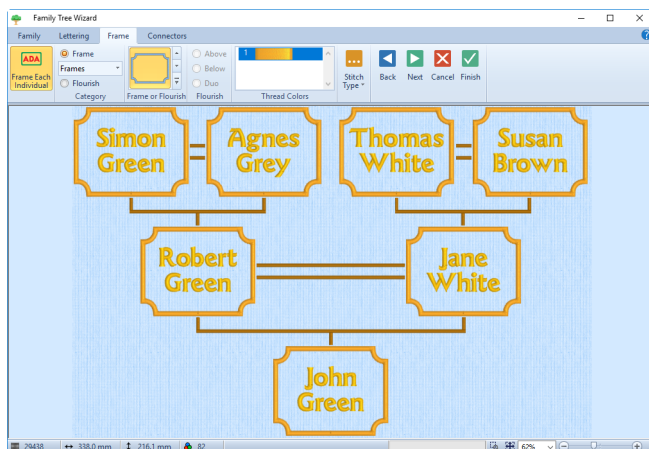 Family Tree Wizard
Family Lettering Frame Connectors
ADA
Frame Each
Individual
Frame
Frames
Flourish
Category
Frame or Flourish
Above
Below
Duo
Flourish
1
Thread Colors
Stitch
Type
Back
Next
Cancel
Finish
Simon
Green
Agnes
Grey
Thomas
White
Susan
Brown
Robert
Green
Jane
White
John
Green
29438 338.0 mm 216.1 mm 82 62%